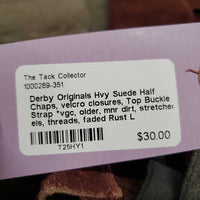 The Tack Collector
1000269-351
Derby Originals Hvy Suede Half
Chaps, velcro closures, Top Buckle
Strap *vgc, older, mnr dirt, stretched
els, threads, faded Rust L
$30.00
T25HY1